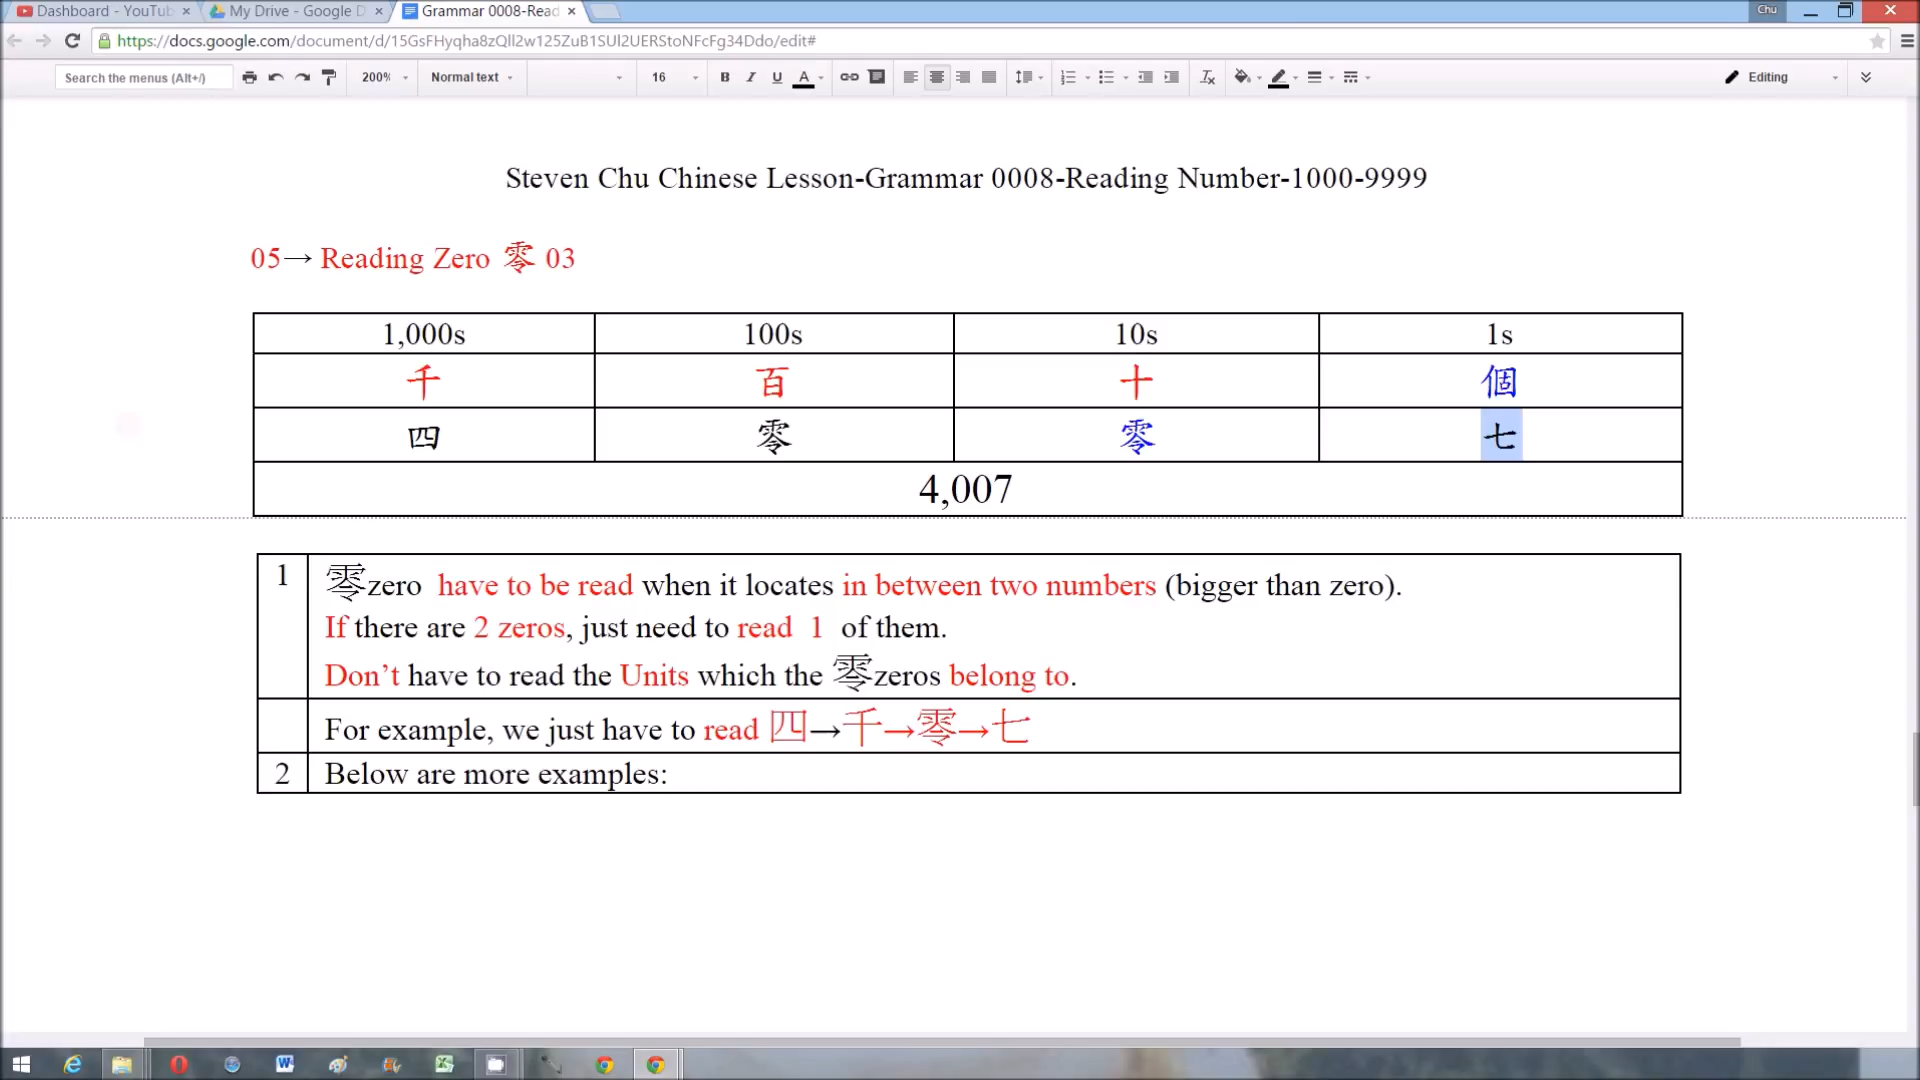 Dashboard - YouTub
My Drive - Google D
Grammar 0008-Read
Chu
https://docs.google.com/document/d/15GsFHyqha8zQll2w125ZuB1SUl2UERStoNFcFg34Ddo/edit#
Search the menus (Alt+/) 200% Normal text 16 B I U A Editing
Steven Chu Chinese Lesson-Grammar 0008-Reading Number-1000-9999
05→ Reading Zero 零 03
1,000s 100s 10s 1s
千 百 十 個
四 零 零 七
4,007
1 零zero have to be read when it locates in between two numbers (bigger than zero).
If there are 2 zeros, just need to read 1 of them.
Don’t have to read the Units which the 零zeros belong to.
For example, we just have to read 四→千→零→七
2 Below are more examples: